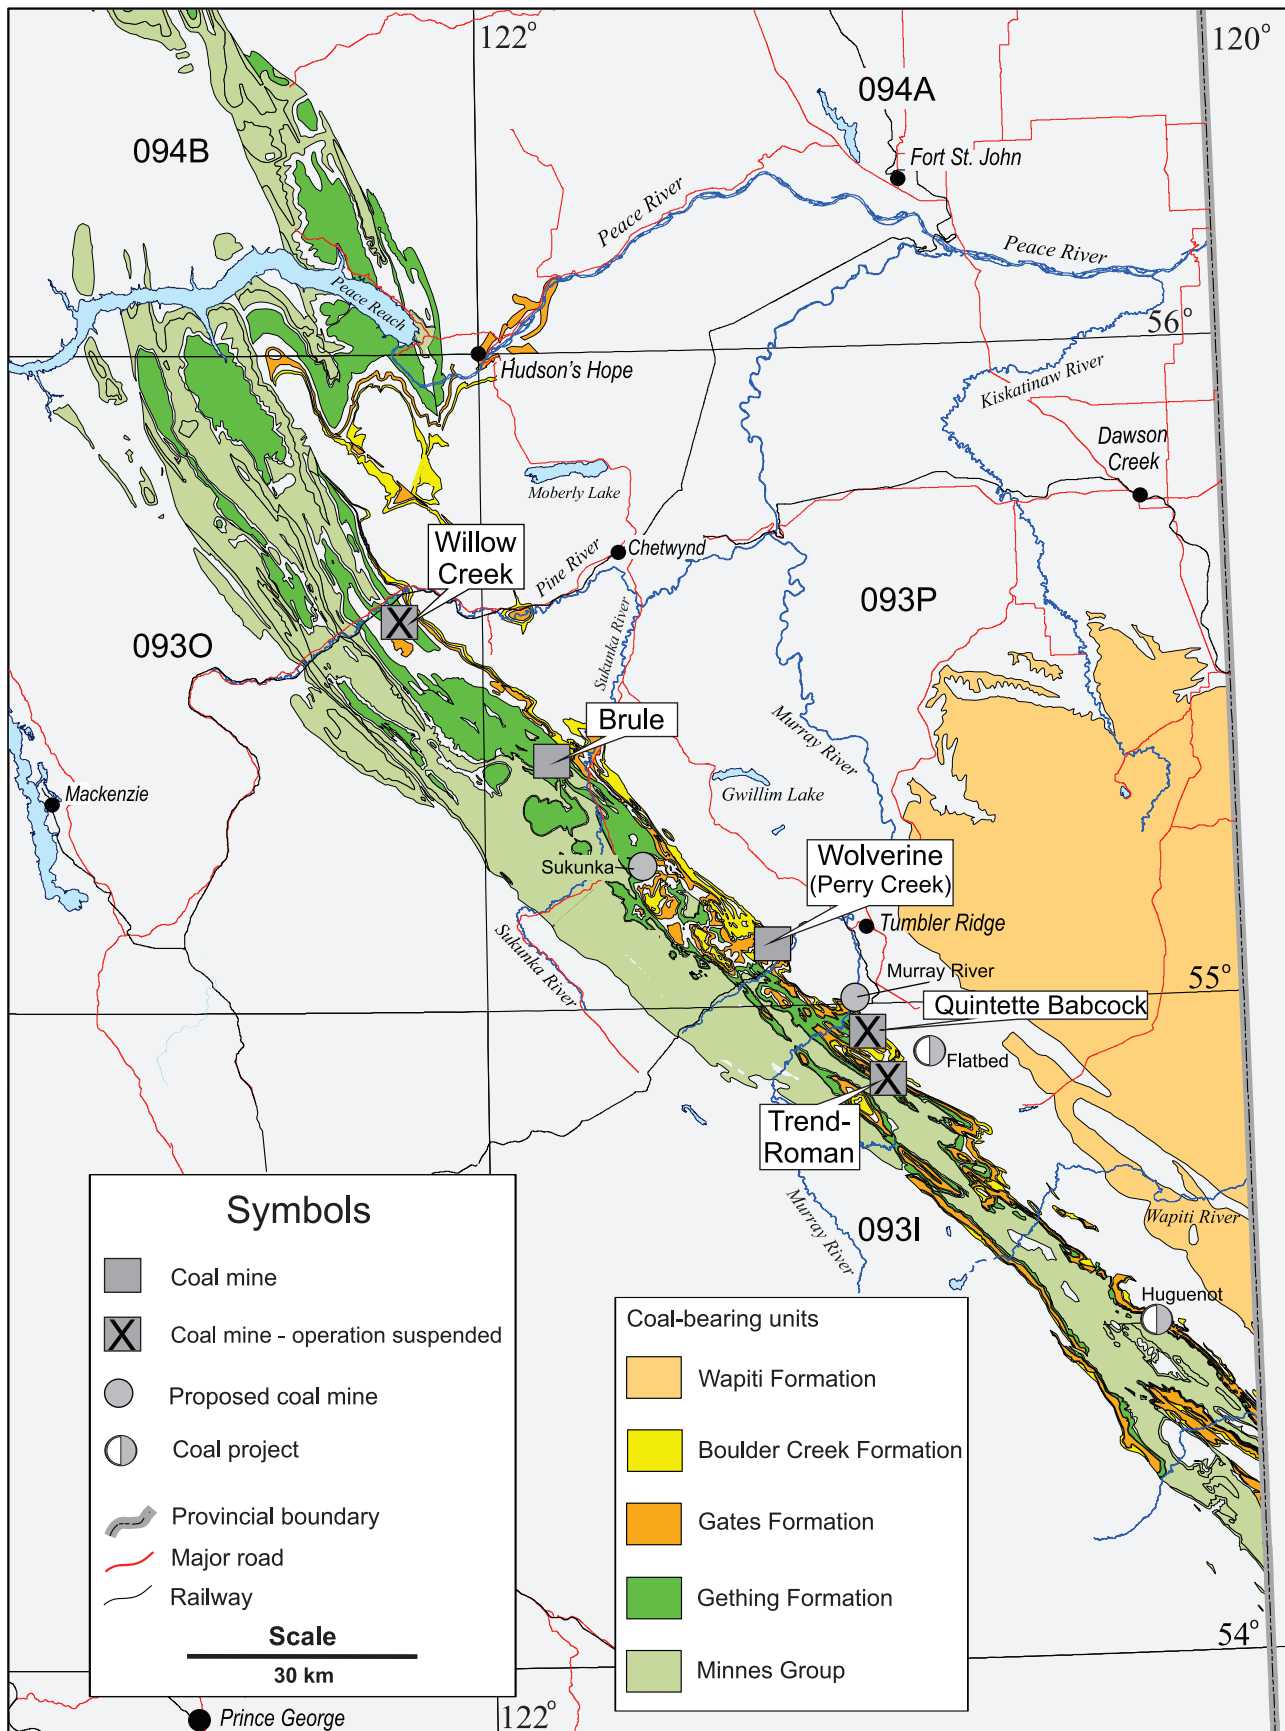 122°
120°
094A
094B
Fort St. John
Peace River
Peace River
Peace Reach
56°
Hudson's Hope
Kiskatinaw River
Dawson
Creek
Moberly Lake
Willow
Creek
Pine River
Chetwynd
093P
Sukunka River
093O
Brule
Murray River
Mackenzie
Gwillim Lake
Wolverine
(Perry Creek)
Sukunka
Tumbler Ridge
Sukunka River
Murray River
55°
Quintette Babcock
Flatbed
Trend-
Roman
Murray River
Wapiti River
093I
Huguenot
Symbols
Coal mine
X Coal mine - operation suspended
Proposed coal mine
Coal project
Provincial boundary
Major road
Railway
Scale
30 km
Coal-bearing units
Wapiti Formation
Boulder Creek Formation
Gates Formation
Gething Formation
Minnes Group
54°
122°
Prince George